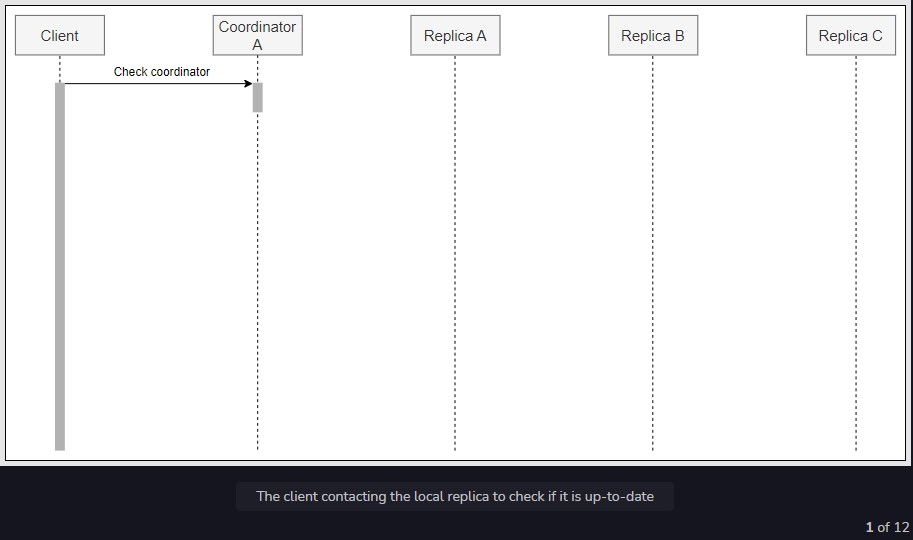 Client
Coordinator
A
Replica A
Replica B
Replica C
Check coordinator
The client contacting the local replica to check if it is up-to-date
1 of 12